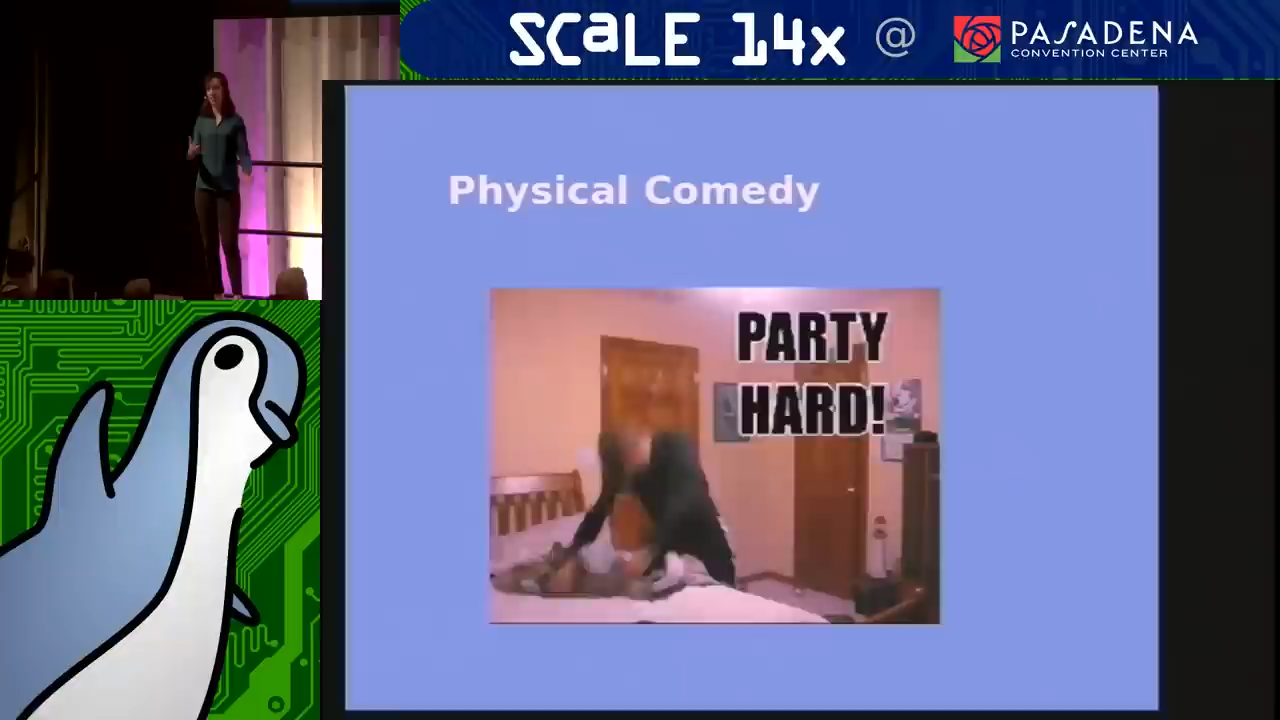 SCaLE 14x @ PASADENA
CONVENTION CENTER
Physical Comedy
PARTY
HARD!